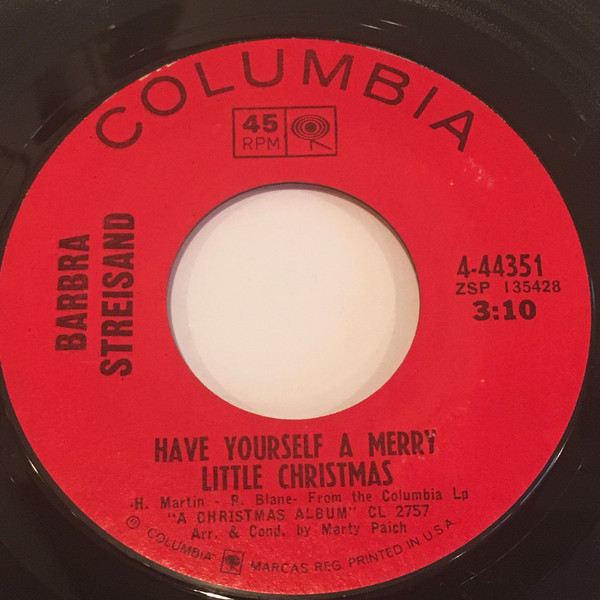 COLUMBIA
45
RPM
BARBRA
STREISAND
4-44351
ZSP 135428
3:10
HAVE YOURSELF A MERRY
LITTLE CHRISTMAS
H. Martin - R. Blane- From the Columbia Lp
"A CHRISTMAS ALBUM" CL 2757
Arr. & Cond. by Marty Paich
Ⓟ COLUMBIA MARCAS REG. PRINTED IN U.S.A.